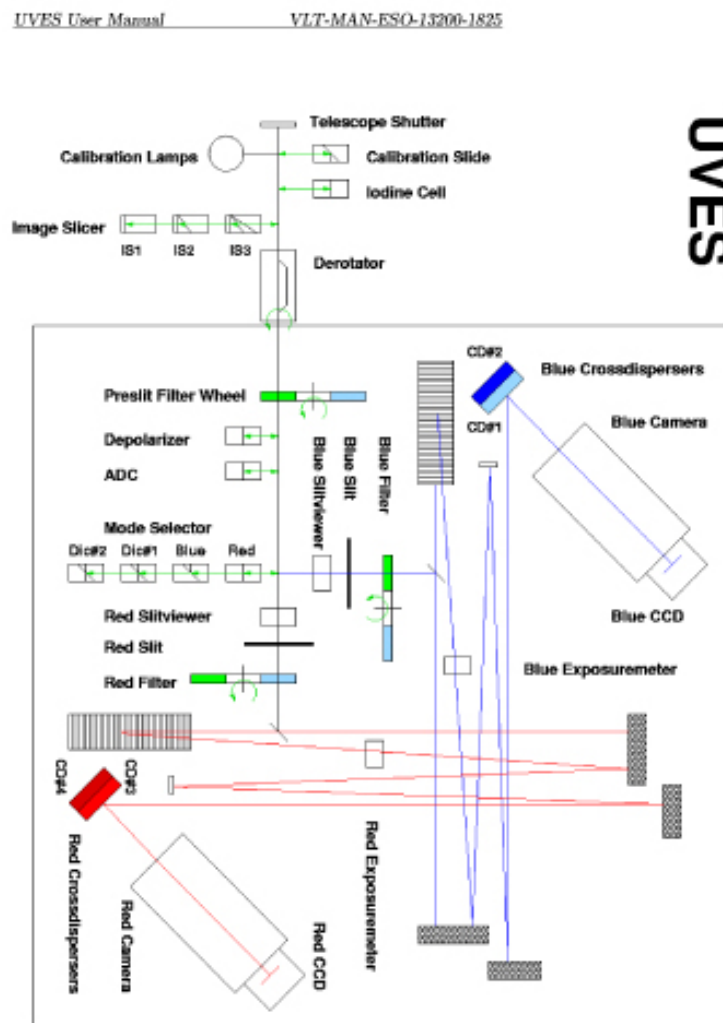 UVES User Manual VLT-MAN-ESO-13200-1825
UVES
Telescope Shutter
Calibration Lamps
Calibration Slide
Iodine Cell
Image Slicer
IS1 IS2 IS3
Derotator
Preslit Filter Wheel
Depolarizer
ADC
Mode Selector
Dic#2 Dic#1 Blue Red
Blue Slitviewer
Blue Slit
Blue Filter
CD#2
CD#1
Blue Crossdispersers
Blue Camera
Blue CCD
Blue Exposuremeter
Red Slitviewer
Red Slit
Red Filter
CD#4
CD#3
Red Crossdispersers
Red Camera
Red CCD
Red Exposuremeter